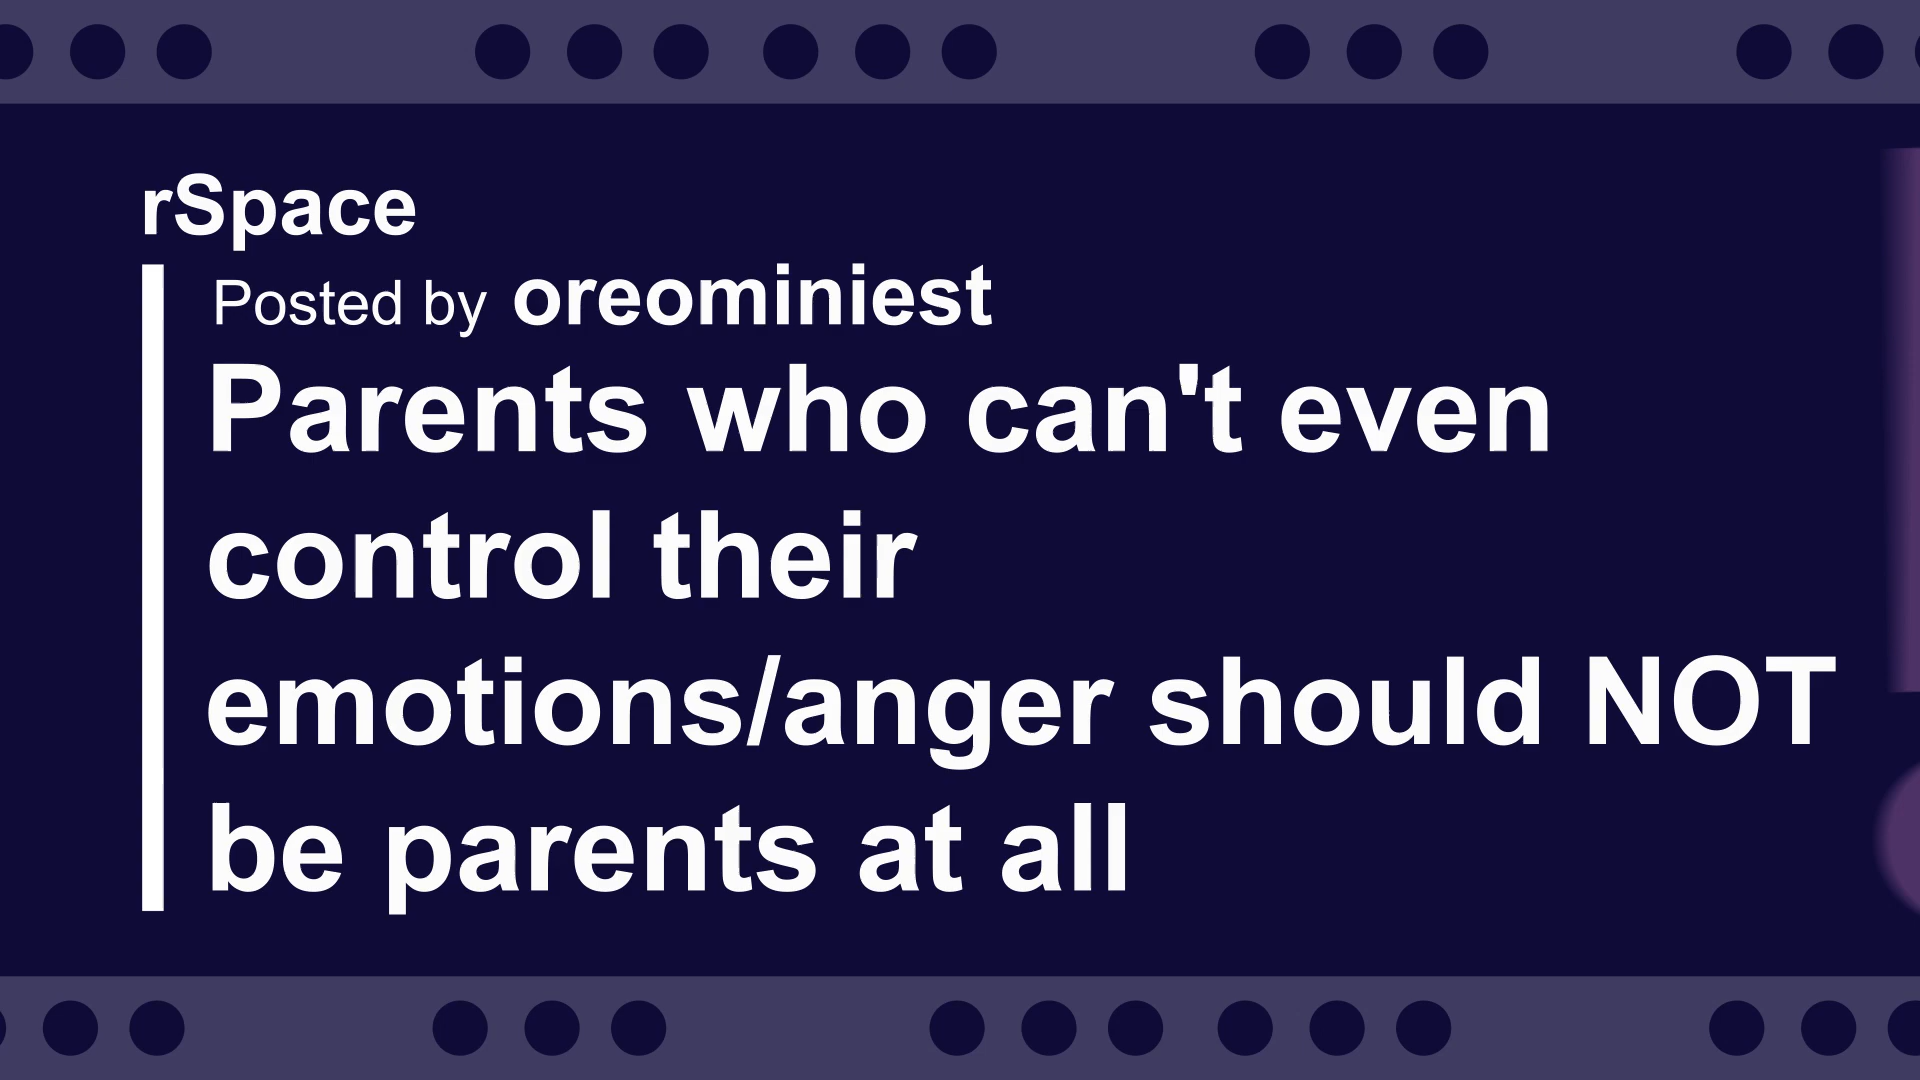 rSpace
Posted by oreominiest
Parents who can't even
control their
emotions/anger should NOT
be parents at all